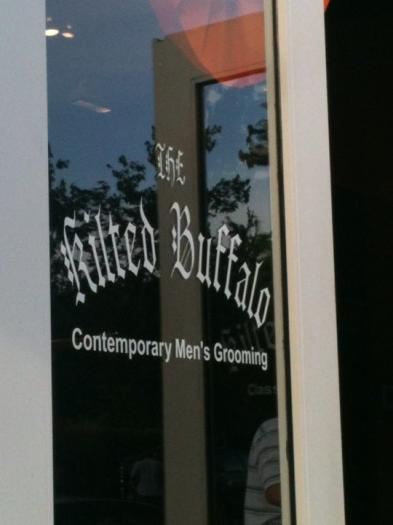 THE
Kilted Buffalo
Contemporary Men's Grooming